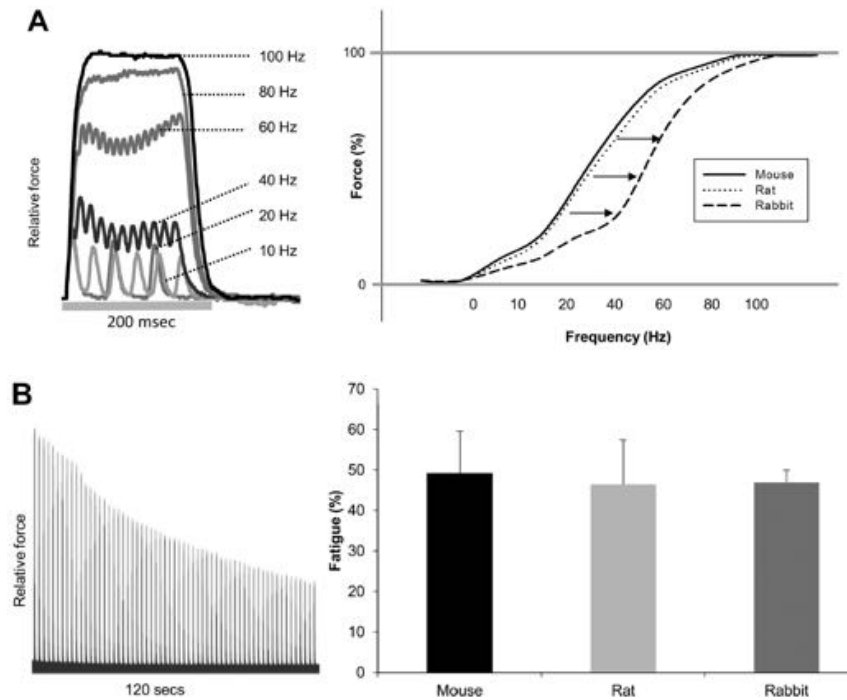 A
Relative force
100 Hz
80 Hz
60 Hz
40 Hz
20 Hz
10 Hz
200 msec
Force (%)
100
0
Mouse
Rat
Rabbit
0 10 20 40 60 80 100
Frequency (Hz)
B
Relative force
120 secs
Fatigue (%)
70
60
50
40
30
20
10
0
Mouse Rat Rabbit